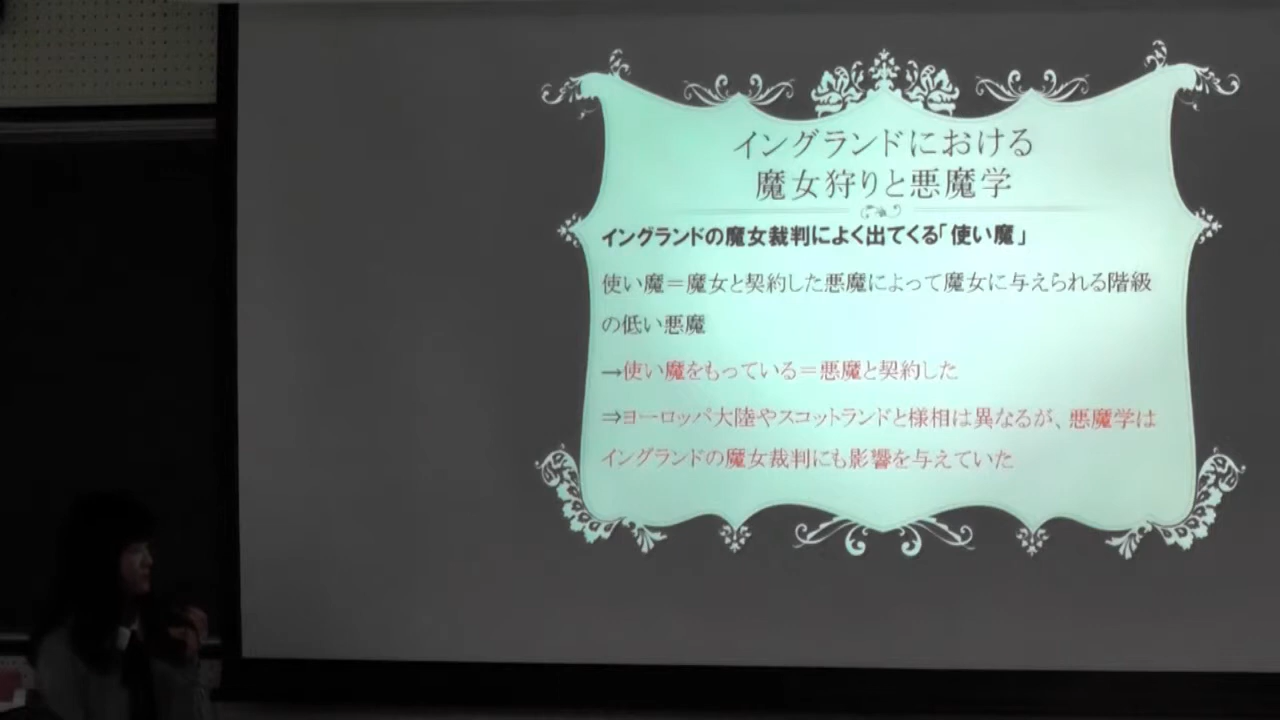 イングランドにおける
魔女狩りと悪魔学
イングランドの魔女裁判によく出てくる「使い魔」
使い魔＝魔女と契約した悪魔によって魔女に与えられる階級
の低い悪魔
→使い魔をもっている＝悪魔と契約した
⇒ヨーロッパ大陸やスコットランドと様相は異なるが、悪魔学は
イングランドの魔女裁判にも影響を与えていた